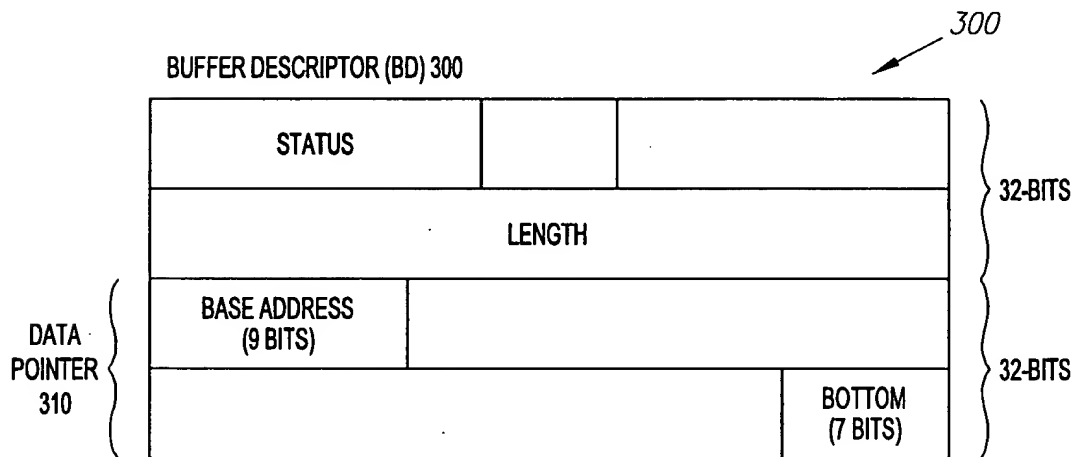 300
BUFFER DESCRIPTOR (BD) 300
STATUS
32-BITS
LENGTH
BASE ADDRESS
(9 BITS)
DATA
POINTER
310
32-BITS
BOTTOM
(7 BITS)